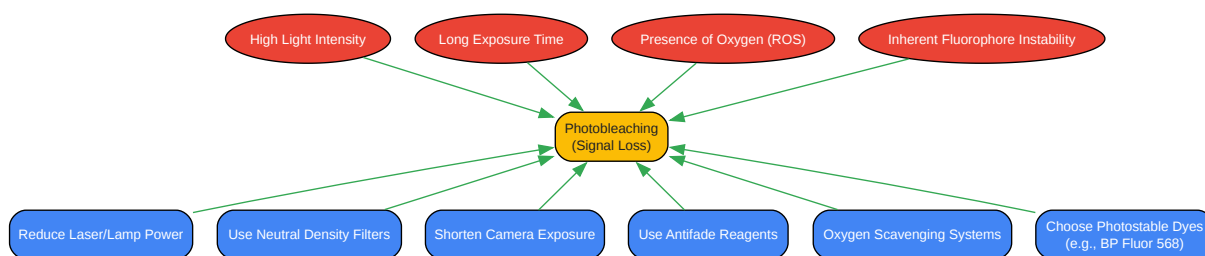 High Light Intensity
Long Exposure Time
Presence of Oxygen (ROS)
Inherent Fluorophore Instability
Photobleaching
(Signal Loss)
Reduce Laser/Lamp Power
Use Neutral Density Filters
Shorten Camera Exposure
Use Antifade Reagents
Oxygen Scavenging Systems
Choose Photostable Dyes
(e.g., BP Fluor 568)